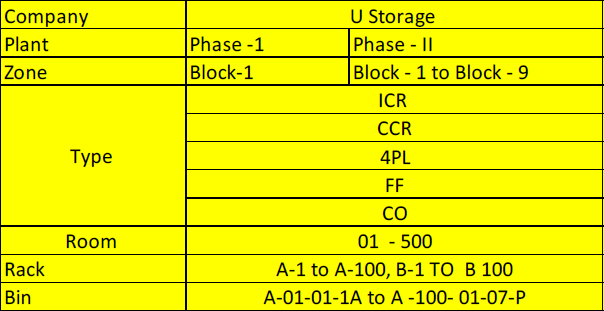 Company U Storage
Plant Phase -1 Phase - II
Zone Block-1 Block - 1 to Block - 9
Type
ICR
CCR
4PL
FF
CO
Room 01 - 500
Rack A-1 to A-100, B-1 TO B 100
Bin A-01-01-1A to A -100- 01-07-P